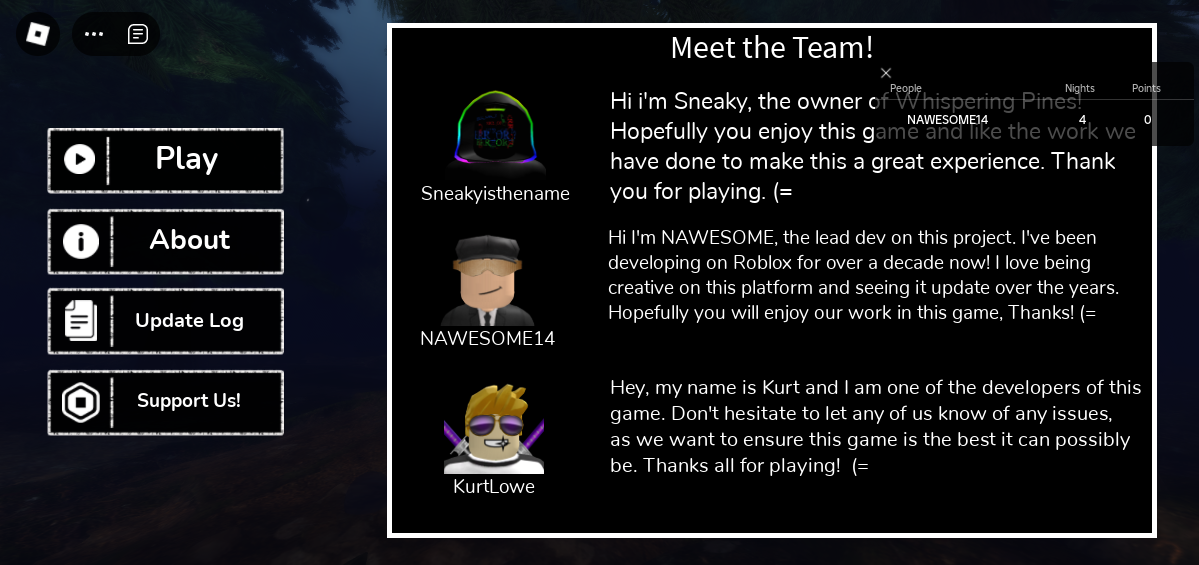 Meet the Team!
People Nights Points
NAWESOME14 4 0
Play
About
Update Log
Support Us!
Hi i'm Sneaky, the owner of Whispering Pines!
Hopefully you enjoy this game and like the work we
have done to make this a great experience. Thank
you for playing. (=
Sneakyisthename
Hi I'm NAWESOME, the lead dev on this project. I've been
developing on Roblox for over a decade now! I love being
creative on this platform and seeing it update over the years.
Hopefully you will enjoy our work in this game, Thanks! (=
NAWESOME14
Hey, my name is Kurt and I am one of the developers of this
game. Don't hesitate to let any of us know of any issues,
as we want to ensure this game is the best it can possibly
be. Thanks all for playing!  (=
KurtLowe